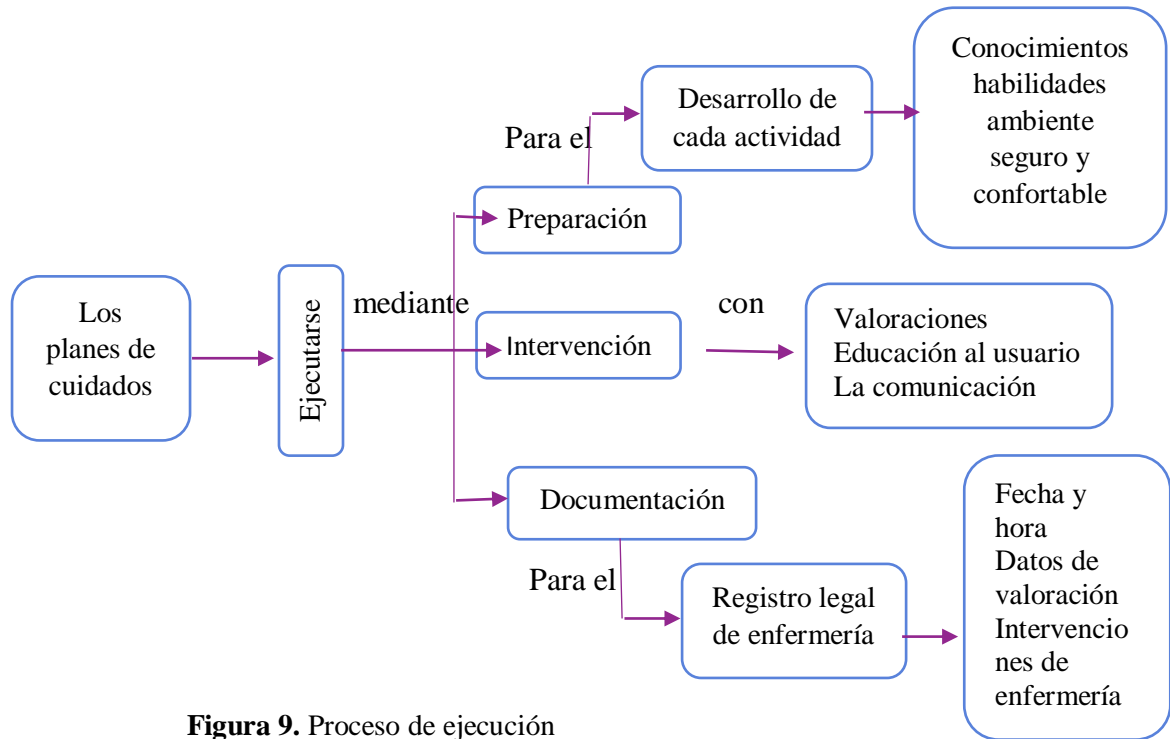 Los
planes de
cuidados
Ejecutarse
mediante
Preparación
Para el
Desarrollo de
cada actividad
Conocimientos
habilidades
ambiente
seguro y
confortable
Intervención
con
Valoraciones
Educación al usuario
La comunicación
Documentación
Para el
Registro legal
de enfermería
Fecha y
hora
Datos de
valoración
Intervencio
nes de
enfermería
Figura 9. Proceso de ejecución